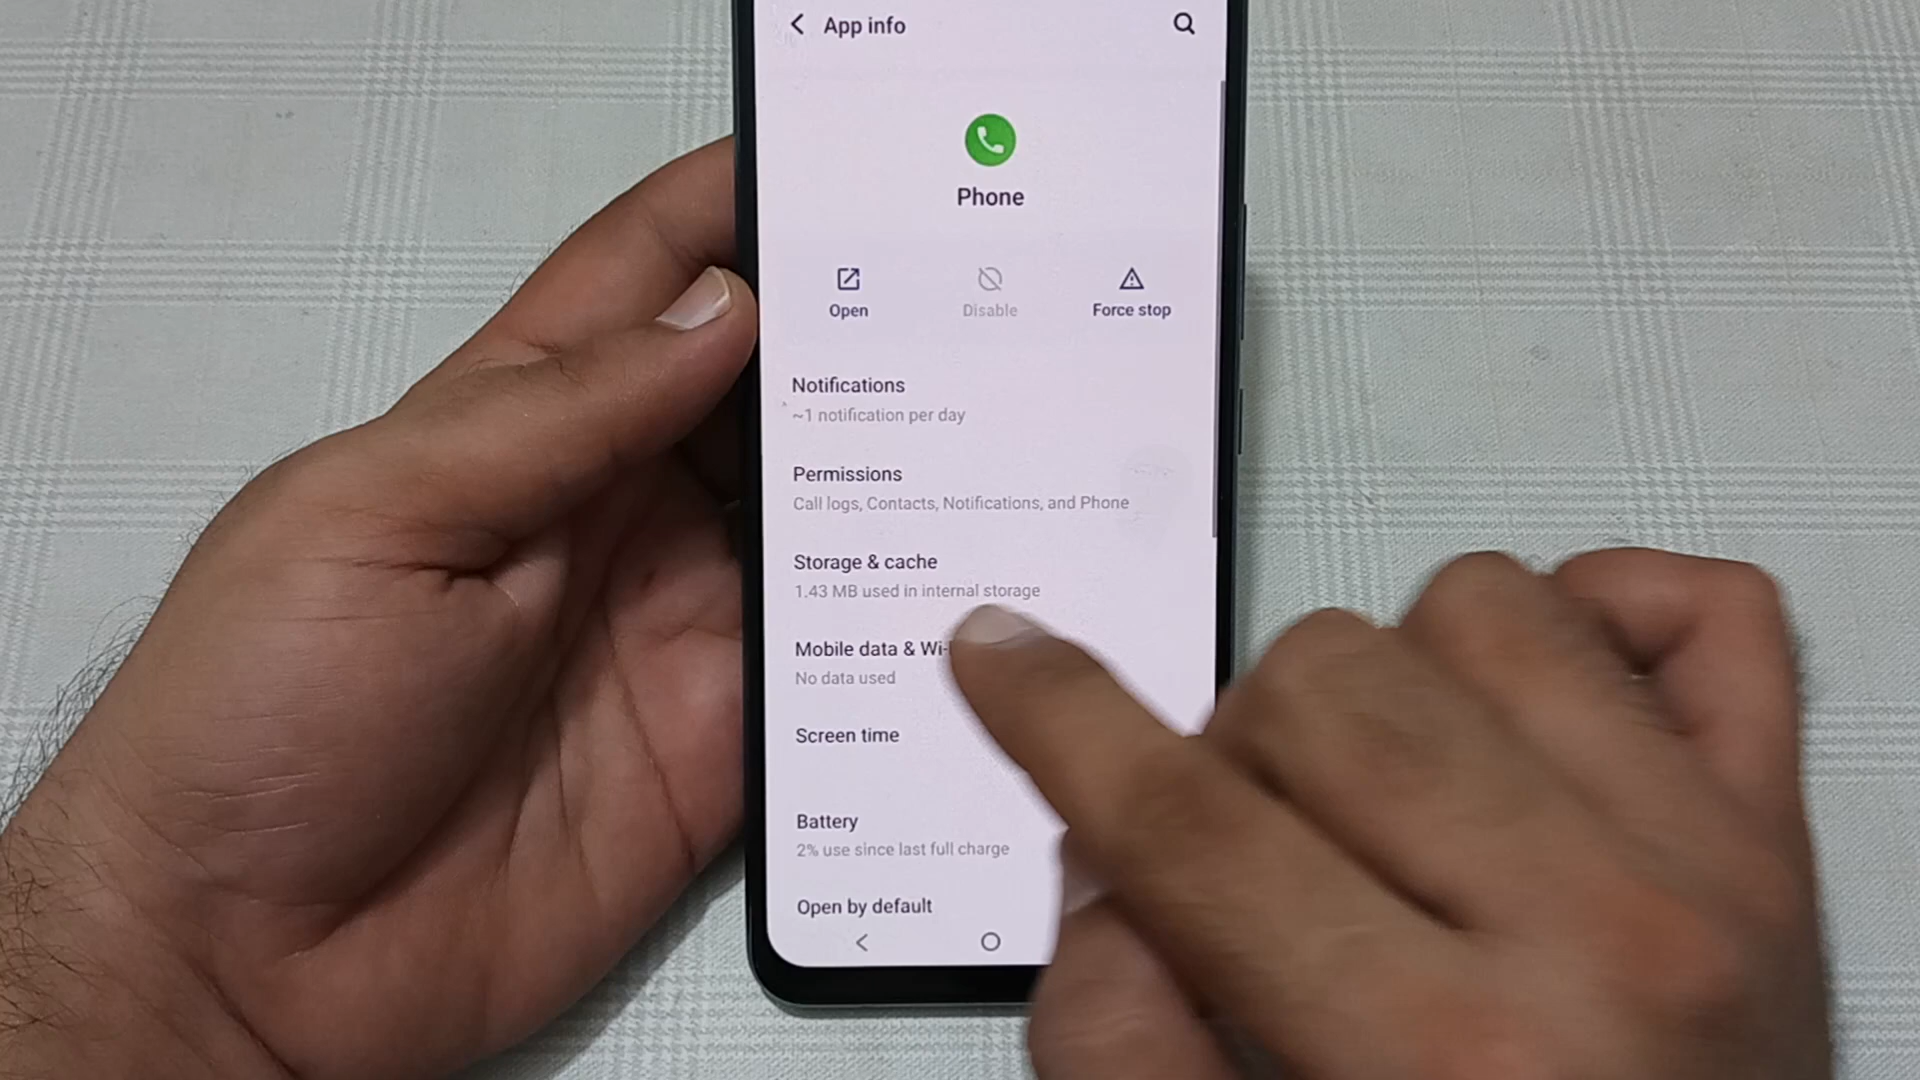 App info
Phone
Open
Disable
Force stop
Notifications
~1 notification per day
Permissions
Call logs, Contacts, Notifications, and Phone
Storage & cache
1.43 MB used in internal storage
Mobile data & Wi-
No data used
Screen time
Battery
2% use since last full charge
Open by default